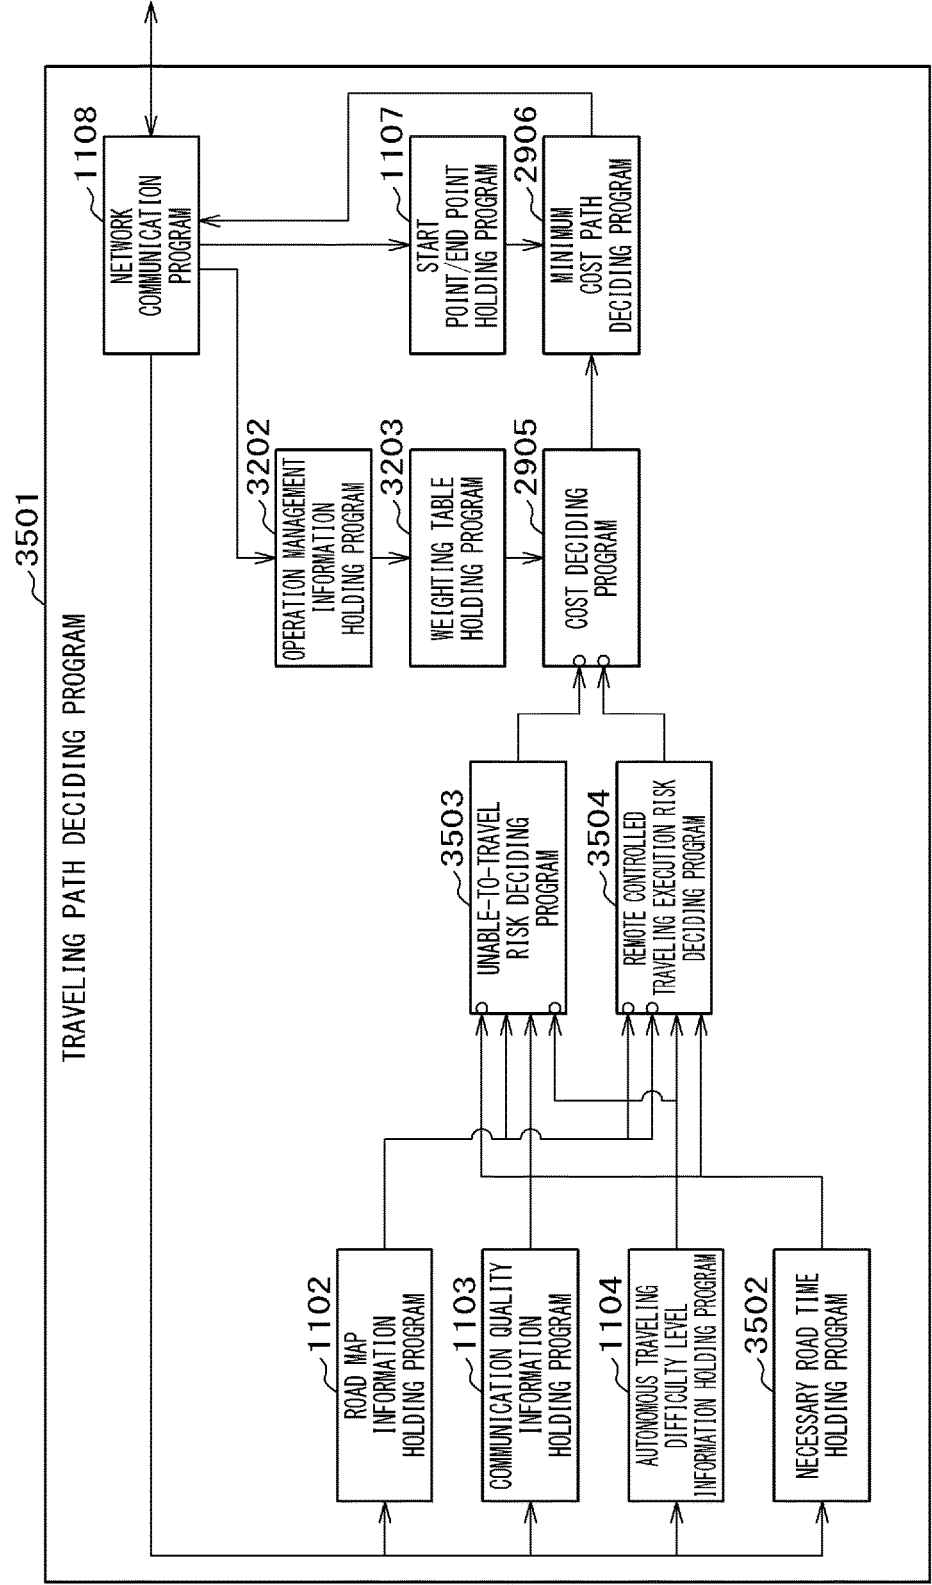 3501
TRAVELING PATH DECIDING PROGRAM
1102
ROAD MAP
INFORMATION
HOLDING PROGRAM
1103
COMMUNICATION QUALITY
INFORMATION
HOLDING PROGRAM
1104
AUTONOMOUS TRAVELING
DIFFICULTY LEVEL
INFORMATION HOLDING PROGRAM
3502
NECESSARY ROAD TIME
HOLDING PROGRAM
3503
UNABLE-TO-TRAVEL
RISK DECIDING
PROGRAM
3504
REMOTE CONTROLLED
TRAVELING EXECUTION RISK
DECIDING PROGRAM
3202
OPERATION MANAGEMENT
INFORMATION
HOLDING PROGRAM
3203
WEIGHTING TABLE
HOLDING PROGRAM
2905
COST DECIDING
PROGRAM
1108
NETWORK
COMMUNICATION
PROGRAM
1107
START
POINT/END POINT
HOLDING PROGRAM
2906
MINIMUM
COST PATH
DECIDING PROGRAM